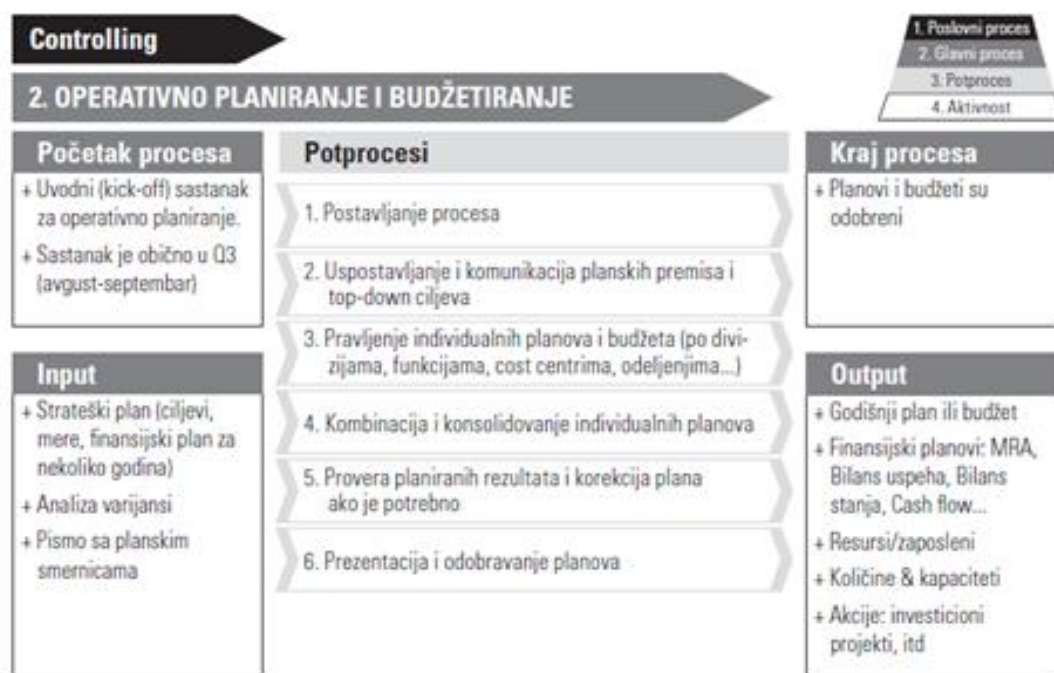 Controlling
1. Poslovni proces
2. Glavni proces
3. Potproces
4. Aktivnost
2. OPERATIVNO PLANIRANJE I BUDŽETIRANJE
Početak procesa
+ Uvodni (kick-off) sastanak
za operativno planiranje.
+ Sastanak je obično u Q3
(avgust-septembar)
Input
+ Strateški plan (ciljevi,
mere, finansijski plan za
nekoliko godina)
+ Analiza varijansi
+ Pismo sa planskim
smernicama
Potprocesi
1. Postavljanje procesa
2. Uspostavljanje i komunikacija planskih premisa i
top-down ciljeva
3. Pravljenje individualnih planova i budžeta (po divi-
zijama, funkcijama, cost centrima, odeljenjima...)
4. Kombinacija i konsolidovanje individualnih planova
5. Provera planiranih rezultata i korekcija plana
ako je potrebno
6. Prezentacija i odobravanje planova
Kraj procesa
+ Planovi i budžeti su
odobreni
Output
+ Godišnji plan ili budžet
+ Finansijski planovi: MRA,
Bilans uspeha, Bilans
stanja, Cash flow...
+ Resursi/zaposleni
+ Količine & kapaciteti
+ Akcije: investicioni
projekti, itd